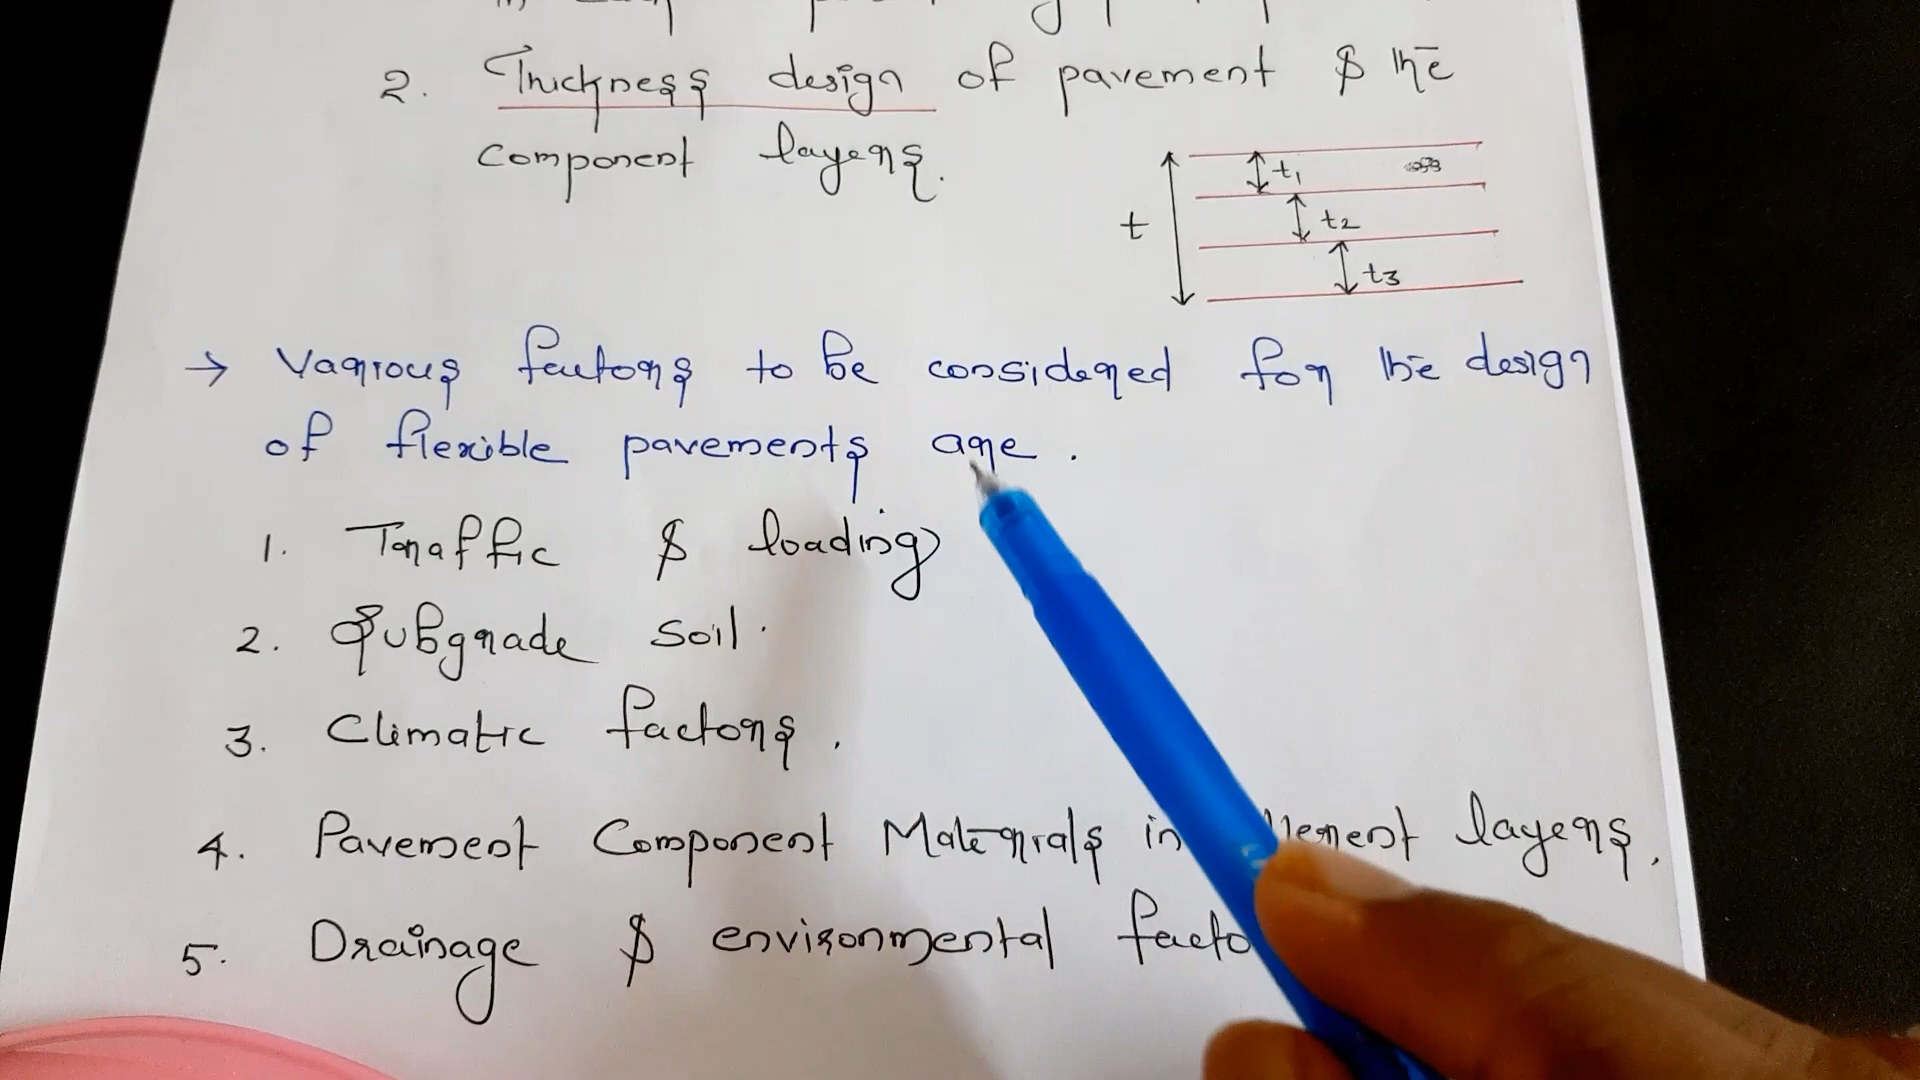 2. Thickness design of pavement & the
component layers.
t
t1
t2
t3
→ Various factors to be considered for the design
of flexible pavements are.
1. Traffic & loading
2. Subgrade soil.
3. Climatic factors.
4. Pavement Component Materials in layers.
5. Drainage & environmental